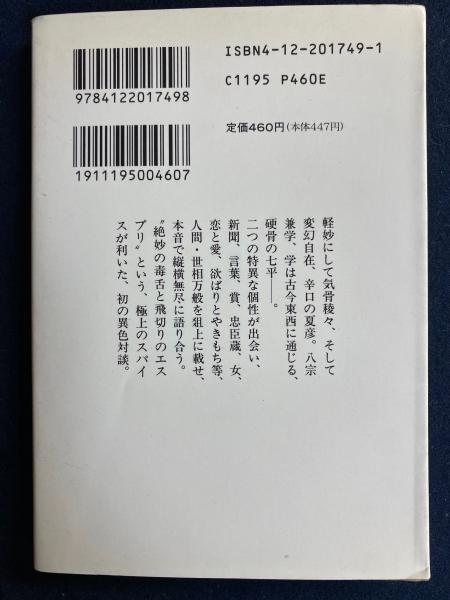 ISBN4-12-201749-1
C1195 P460E
9784122017498
定価460円(本体447円)
1911195004607
軽妙にして気骨稜々、そして
変幻自在、辛口の夏彦。八宗
兼学、学は古今東西に通じる、
硬骨の七平――。
二つの特異な個性が出会い、
新聞、言葉、賞、忠臣蔵、女、
恋と愛、欲ばりとやきもち等、
人間・世相万般を俎上に載せ、
本音で縦横無尽に語り合う。
〝絶妙の毒舌と飛切りのエス
プリ〟という、極上のスパイ
スが利いた、初の異色対談。